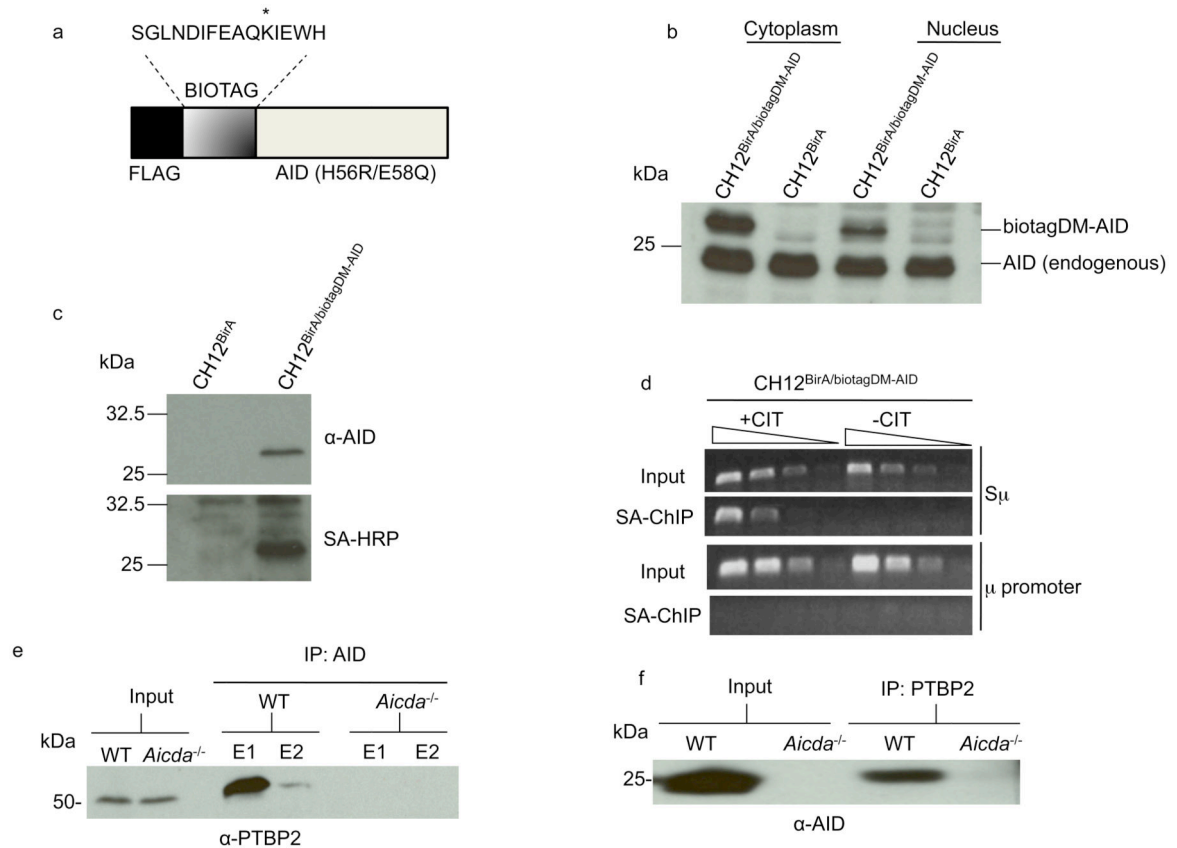 a
*
SGLNDIFEAQKIEWH
BIOTAG
FLAG
AID (H56R/E58Q)
b
Cytoplasm
Nucleus
CH12BirA/biotagDM-AID
CH12BirA
CH12BirA/biotagDM-AID
CH12BirA
kDa
25
biotagDM-AID
AID (endogenous)
c
kDa
CH12BirA
CH12BirA/biotagDM-AID
32.5
25
α-AID
32.5
25
SA-HRP
d
CH12BirA/biotagDM-AID
+CIT
-CIT
Input
SA-ChIP
Sμ
Input
SA-ChIP
μ promoter
e
IP: AID
Input
WT
Aicda-/-
kDa
WT
Aicda-/-
E1
E2
E1
E2
50-
α-PTBP2
f
Input
IP: PTBP2
kDa
WT
Aicda-/-
WT
Aicda-/-
25-
α-AID